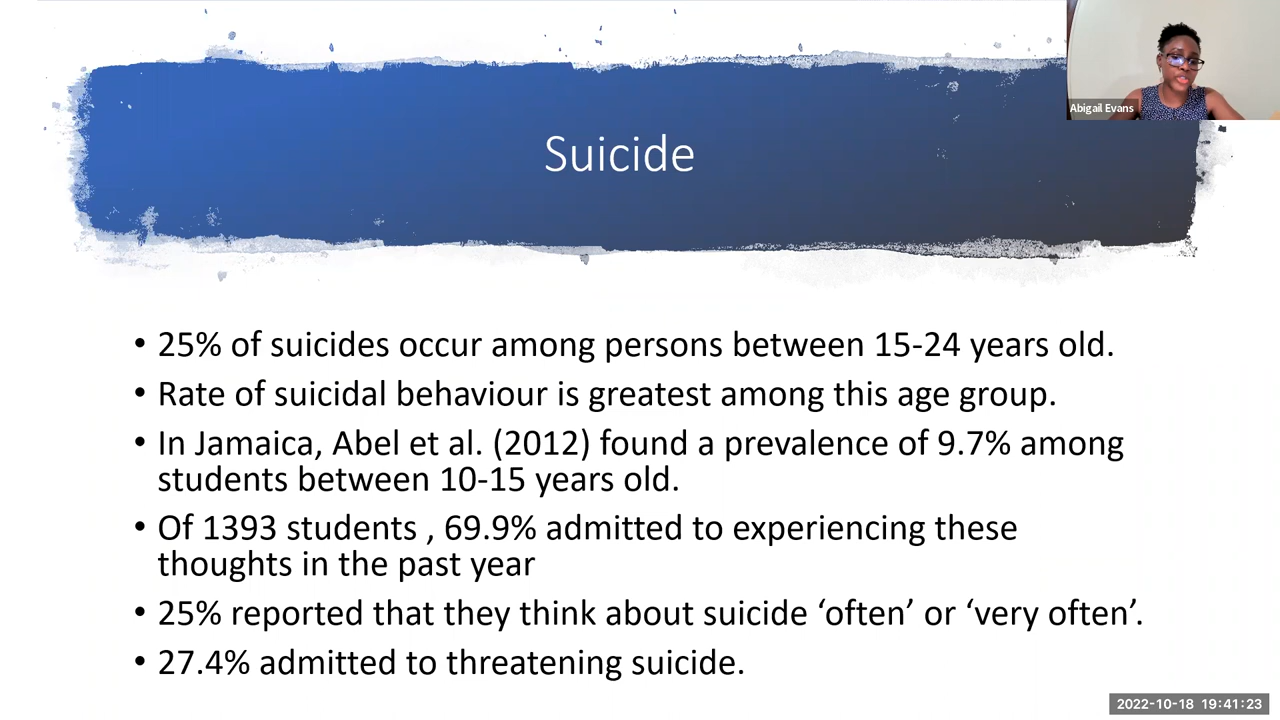 Abigail Evans
Suicide
• 25% of suicides occur among persons between 15-24 years old.
• Rate of suicidal behaviour is greatest among this age group.
• In Jamaica, Abel et al. (2012) found a prevalence of 9.7% among
students between 10-15 years old.
• Of 1393 students , 69.9% admitted to experiencing these
thoughts in the past year
• 25% reported that they think about suicide ‘often’ or ‘very often’.
• 27.4% admitted to threatening suicide.
2022-10-18 19:41:23